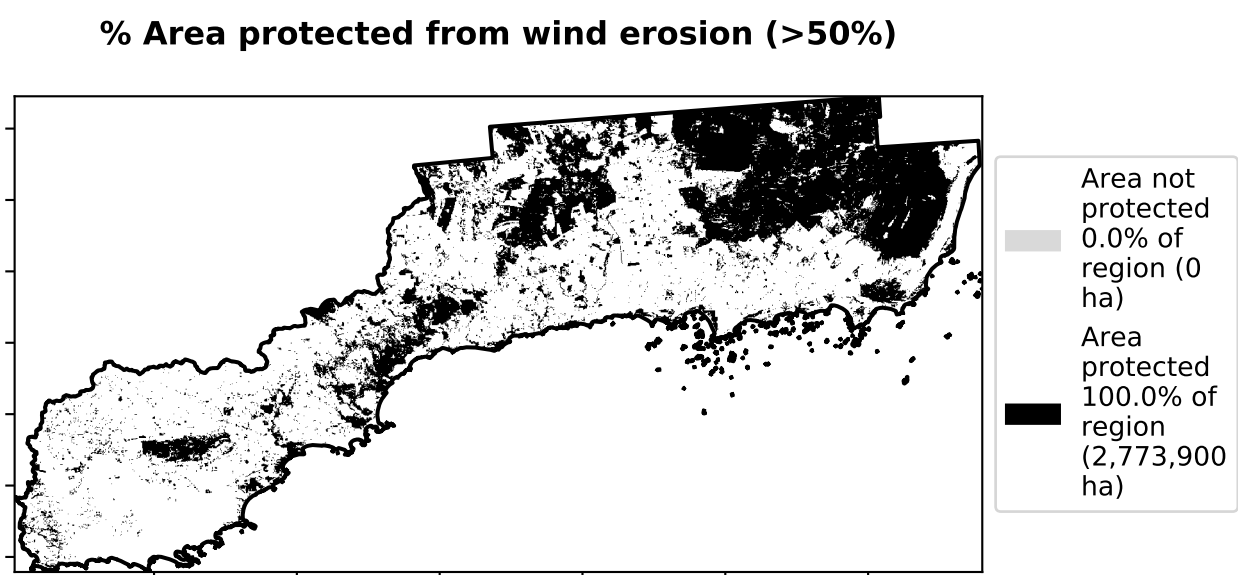 % Area protected from wind erosion (>50%)
Area not
protected
0.0% of
region (0
ha)
Area
protected
100.0% of
region
(2,773,900
ha)